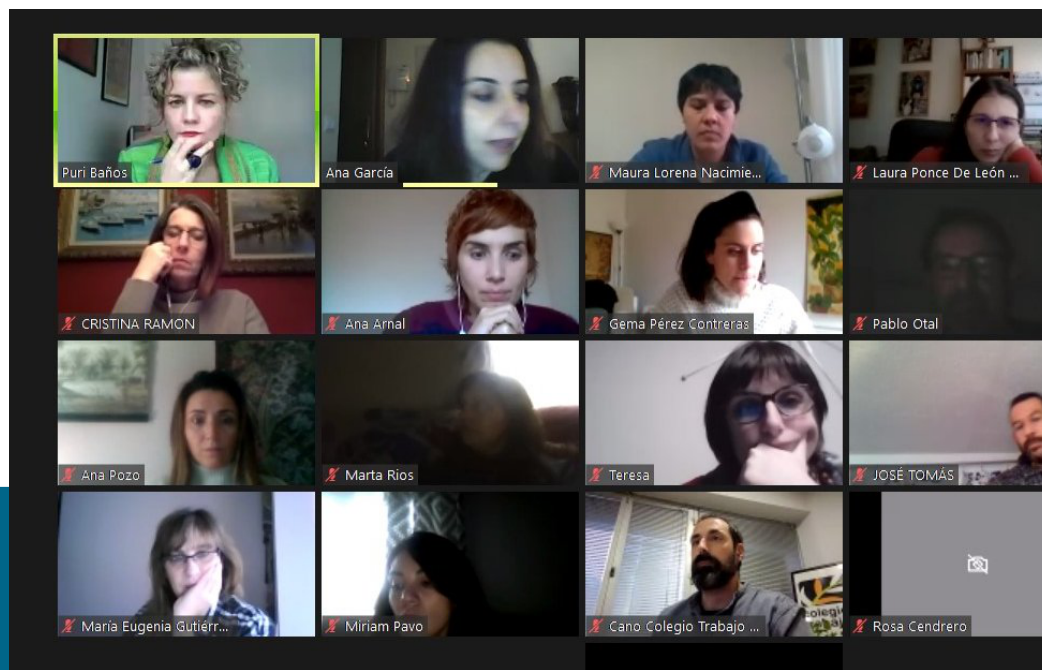 Puri Baños
Ana García
Maura Lorena Nacimie...
Laura Ponce De León ...
CRISTINA RAMON
Ana Arnal
Gema Pérez Contreras
Pablo Otal
Ana Pozo
Marta Rios
Teresa
JOSÉ TOMÁS
María Eugenia Gutiérr...
Miriam Pavo
Cano Colegio Trabajo ...
Rosa Cendrero